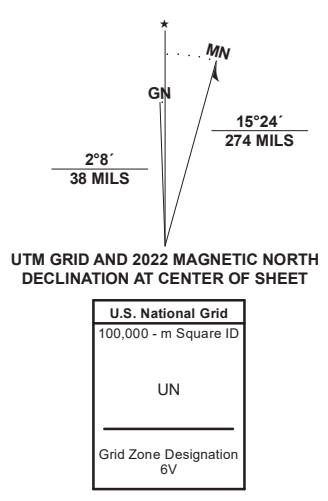 ★
MN
GN
15°24´
274 MILS
2°8´
38 MILS
UTM GRID AND 2022 MAGNETIC NORTH
DECLINATION AT CENTER OF SHEET
U.S. National Grid
100,000 - m Square ID
UN
Grid Zone Designation
6V